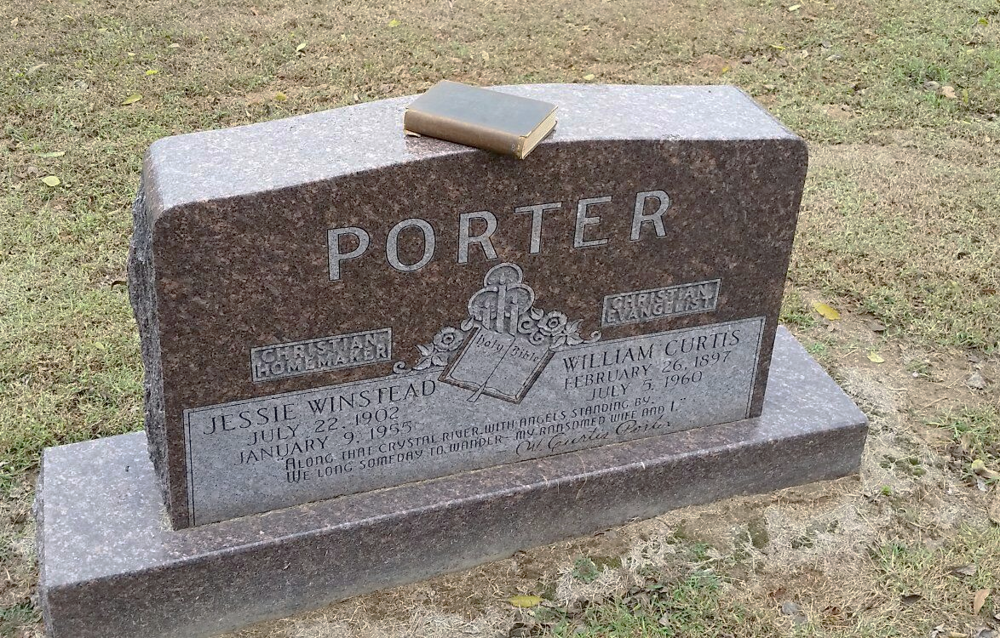 PORTER
CHRISTIAN
HOMEMAKER
CHRISTIAN
EVANGELIST
Holy Bible
JESSIE WINSTEAD
JULY 22, 1902
JANUARY 9, 1955
WILLIAM CURTIS
FEBRUARY 26, 1897
JULY 5, 1960
ALONG THAT CRYSTAL RIVER, WITH ANGELS STANDING BY,
WE LONG SOMEDAY TO WANDER - MY RANSOMED WIFE AND I."
W. Curtis Porter